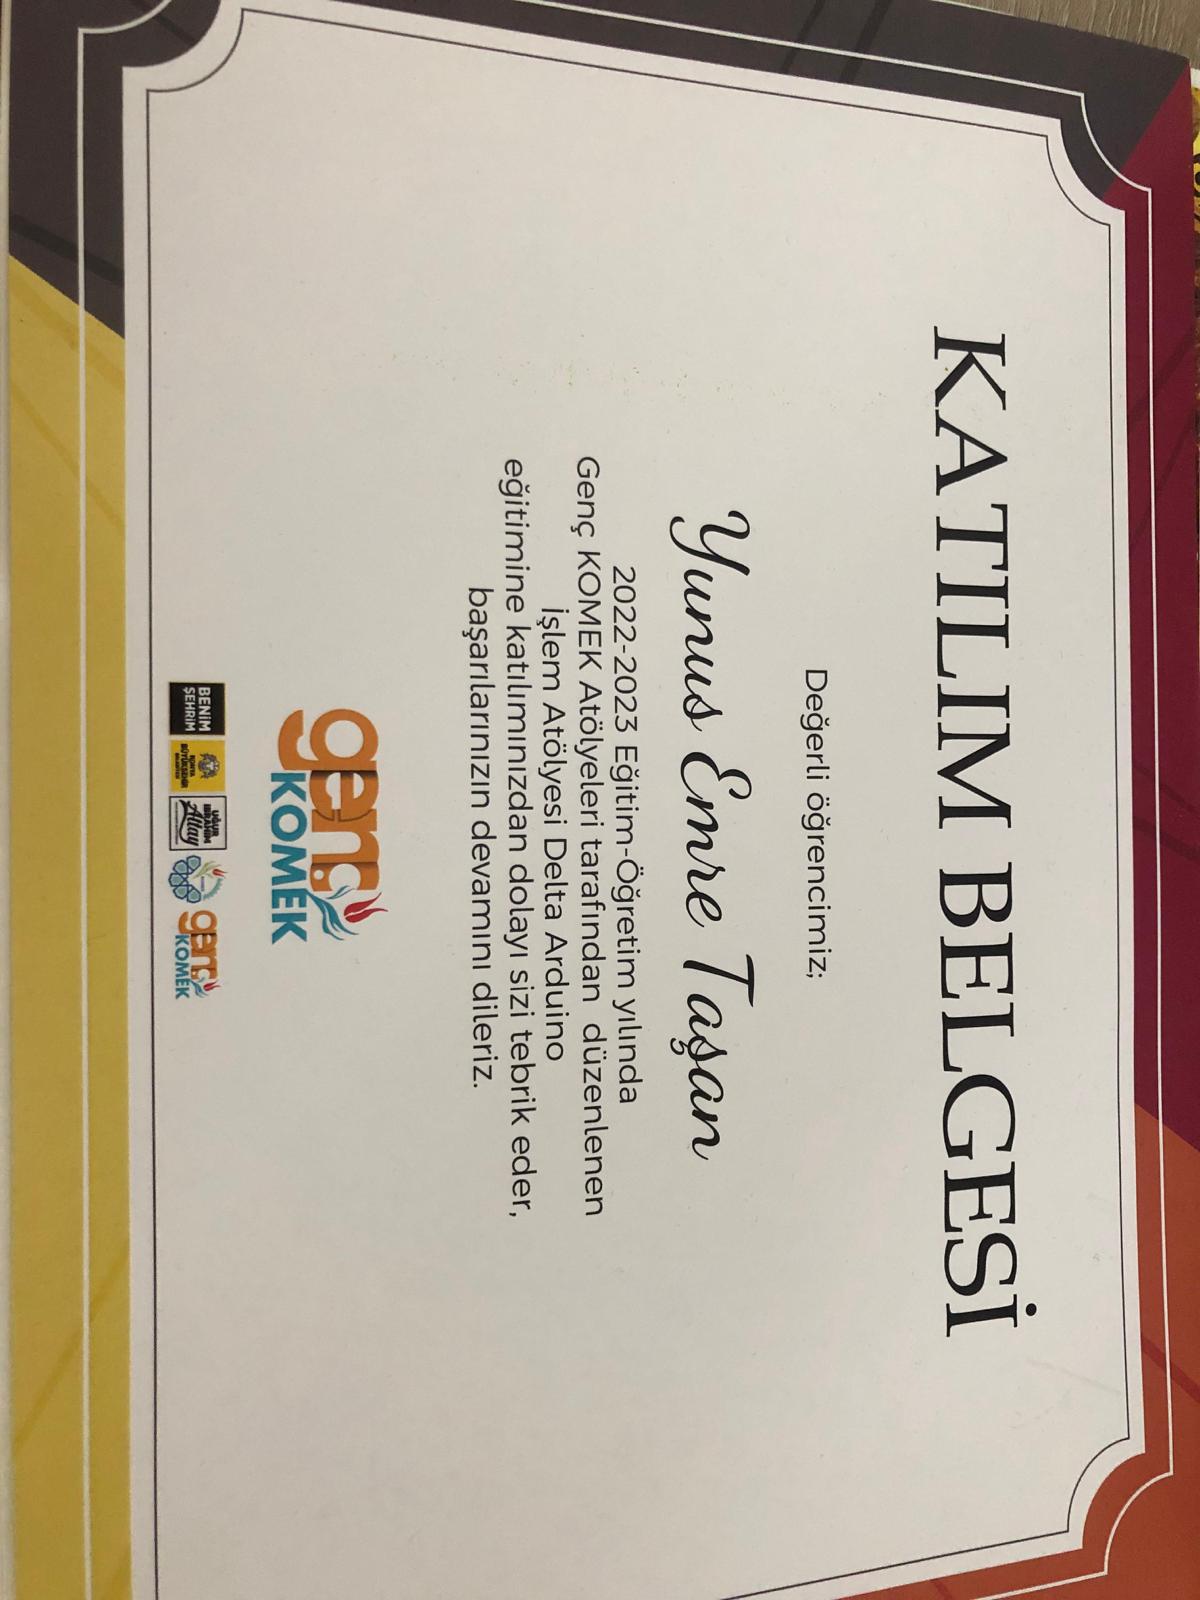 KATILIM BELGESİ
Değerli öğrencimiz;
Yunus Emre Taşan
2022-2023 Eğitim-Öğretim yılında
Genç KOMEK Atölyeleri tarafından düzenlenen
İşlem Atölyesi Delta Arduino
eğitimine katılımınızdan dolayı sizi tebrik eder,
başarılarınızın devamını dileriz.
genç
KOMEK
BENİM
ŞEHRİM
KONYA
BÜYÜKŞEHİR
BELEDİYESİ
UĞUR
İBRAHİM
Altay
genç
KOMEK